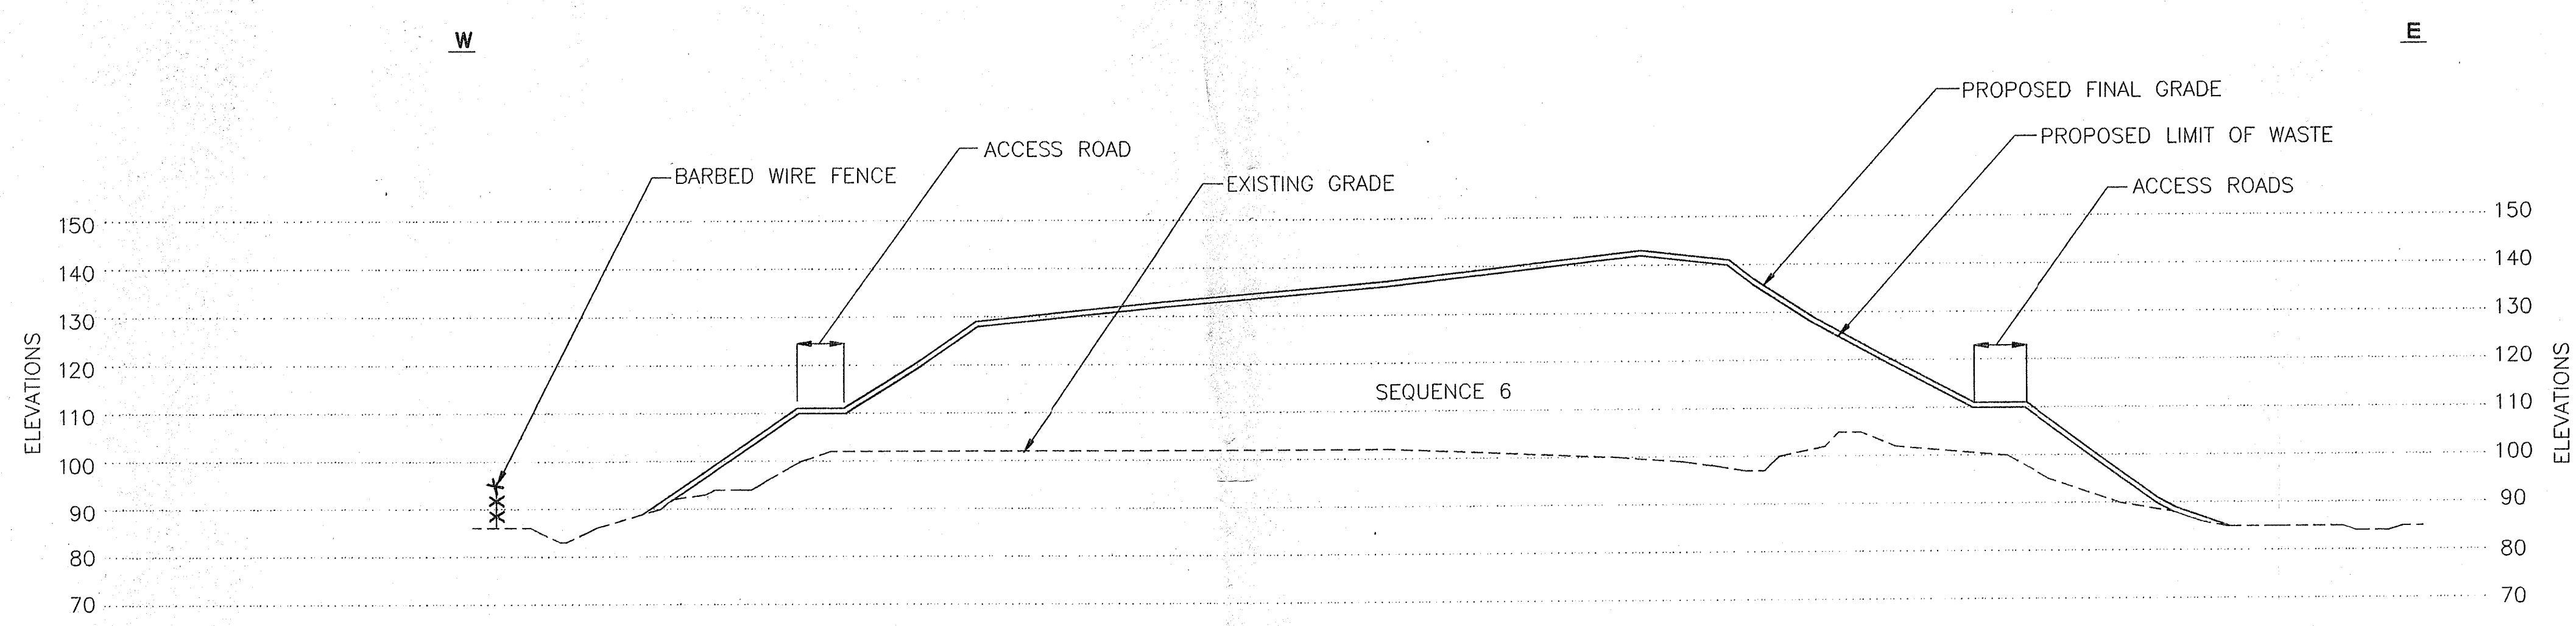 W
E
PROPOSED FINAL GRADE
PROPOSED LIMIT OF WASTE
ACCESS ROAD
BARBED WIRE FENCE
EXISTING GRADE
ACCESS ROADS
150
150
140
140
130
130
120
120
SEQUENCE 6
110
110
100
100
90
90
80
80
70
70
ELEVATIONS
ELEVATIONS